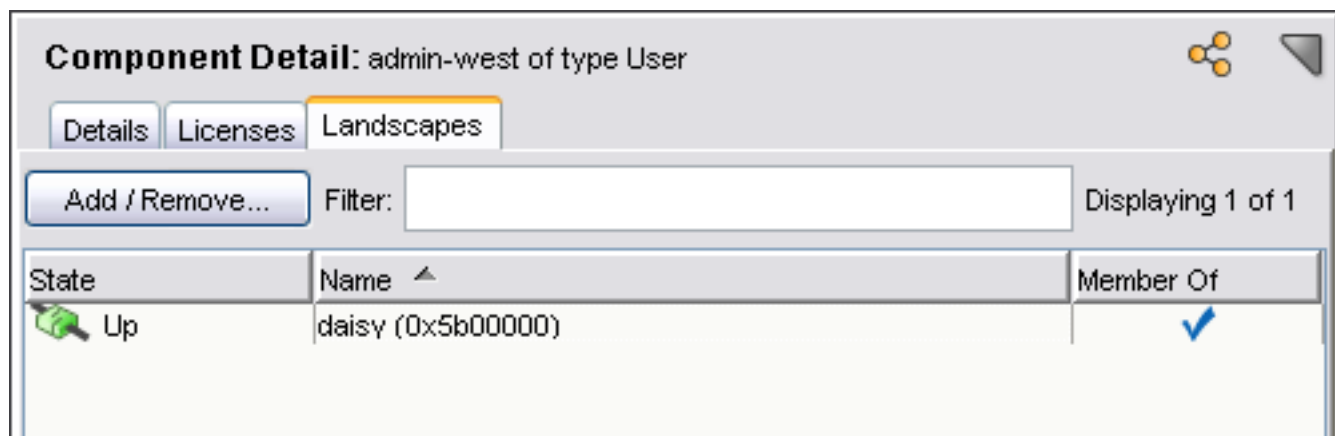 Component Detail: admin-west of type User
Details Licenses Landscapes
Add / Remove... Filter: Displaying 1 of 1
State Name Member Of
Up daisy (0x5b00000)